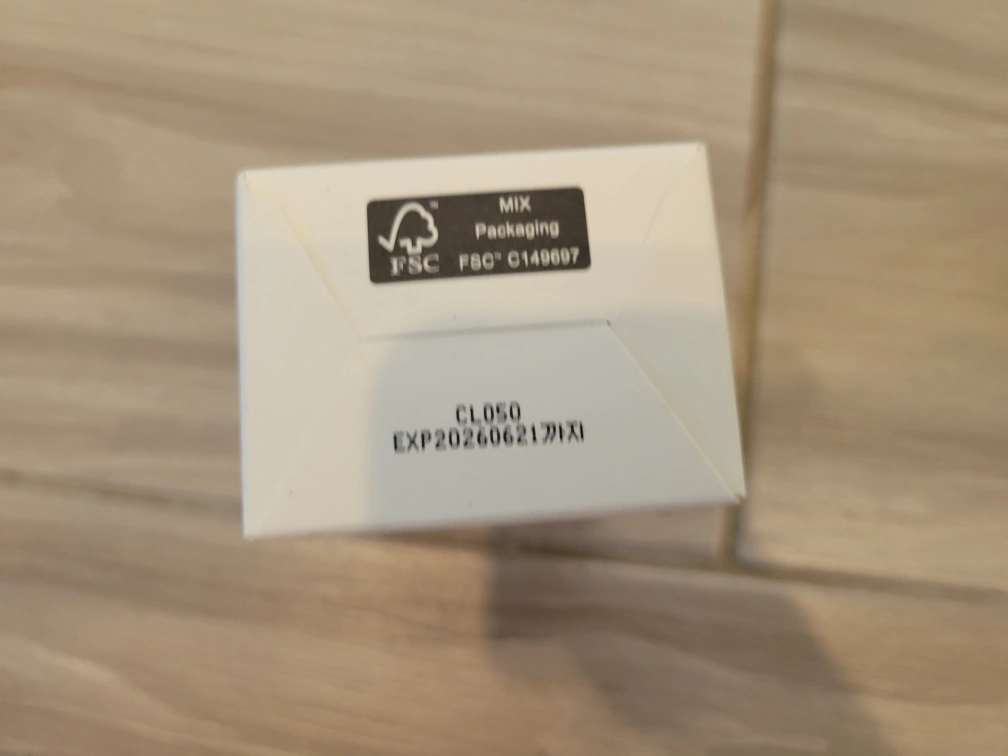 MIX
Packaging
FSC™ C149697
™
FSC
CL050
EXP20260621까지